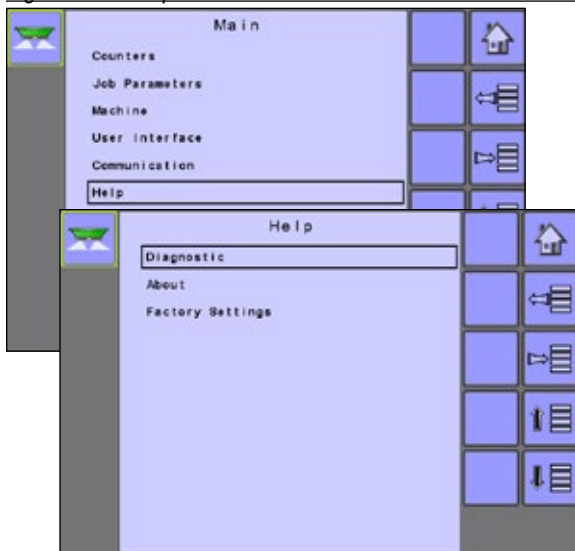 Main
Counters
Job Parameters
Machine
User Interface
Communication
Help
Help
Diagnostic
About
Factory Settings